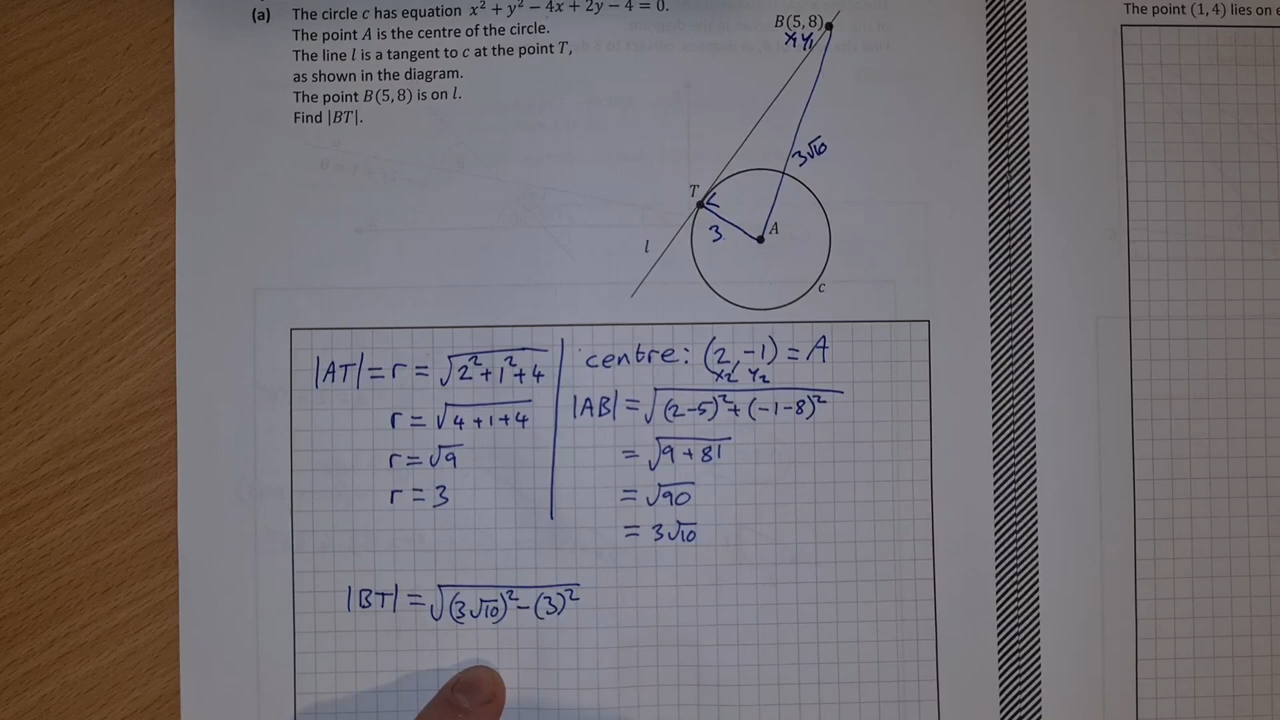 (a) The circle c has equation x² + y² − 4x + 2y − 4 = 0.
The point A is the centre of the circle.
The line l is a tangent to c at the point T,
as shown in the diagram.
The point B(5, 8) is on l.
Find |BT|.
B(5, 8)
x₁ y₁
3√10
T
3
A
l
c
|AT| = r = √2²+1²+4
r = √4+1+4
r = √9
r = 3
centre: (2, -1) = A
x₂ y₂
|AB| = √(2-5)²+(-1-8)²
= √9+81
= √90
= 3√10
|BT| = √(3√10)²-(3)²
The point (1, 4) lies on